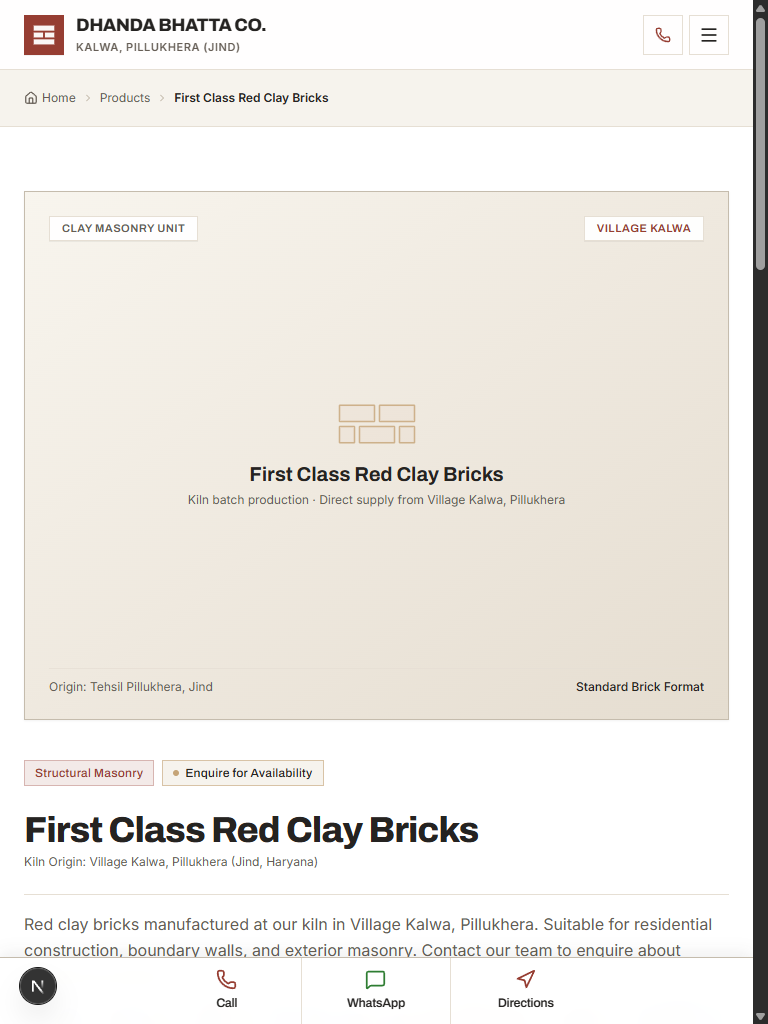 DHANDA BHATTA CO.
KALWA, PILLUKHERA (JIND)
Home > Products > First Class Red Clay Bricks
CLAY MASONRY UNIT
VILLAGE KALWA
First Class Red Clay Bricks
Kiln batch production · Direct supply from Village Kalwa, Pillukhera
Origin: Tehsil Pillukhera, Jind
Standard Brick Format
Structural Masonry
Enquire for Availability
First Class Red Clay Bricks
Kiln Origin: Village Kalwa, Pillukhera (Jind, Haryana)
Red clay bricks manufactured at our kiln in Village Kalwa, Pillukhera. Suitable for residential
construction, boundary walls, and exterior masonry. Contact our team to enquire about
N
Call
WhatsApp
Directions